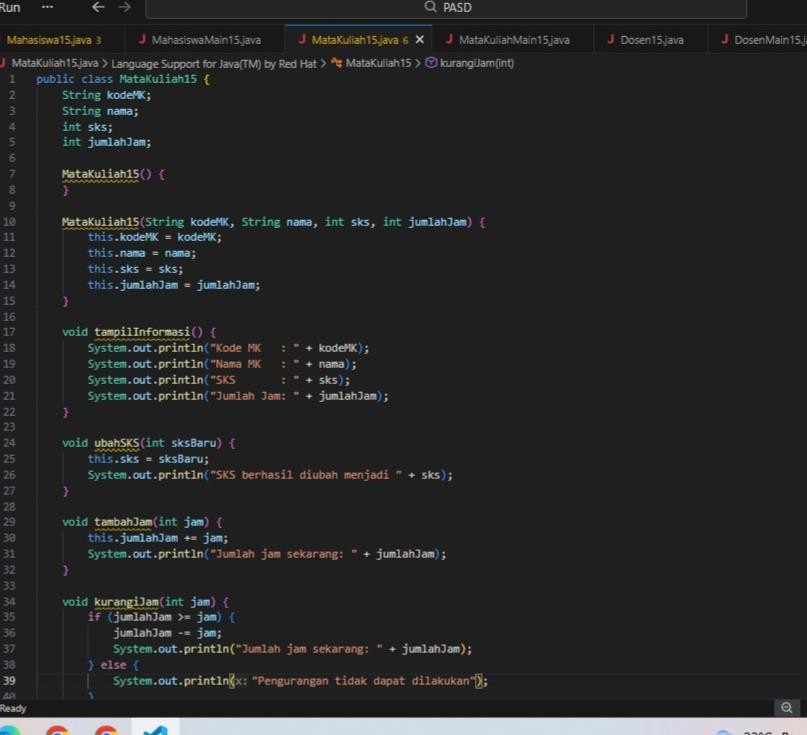 Run ··· ← → PASD
Mahasiswa15.java 3 MahasiswaMain15.java MataKuliah15.java 6 × MataKuliahMain15.java Dosen15.java DosenMain15.j
MataKuliah15.java > Language Support for Java(TM) by Red Hat > MataKuliah15 > kurangiJam(int)
1 public class MataKuliah15 {
2 String kodeMK;
3 String nama;
4 int sks;
5 int jumlahJam;
6
7 MataKuliah15() {
8 }
9
10 MataKuliah15(String kodeMK, String nama, int sks, int jumlahJam) {
11 this.kodeMK = kodeMK;
12 this.nama = nama;
13 this.sks = sks;
14 this.jumlahJam = jumlahJam;
15 }
16
17 void tampilInformasi() {
18 System.out.println("Kode MK   : " + kodeMK);
19 System.out.println("Nama MK   : " + nama);
20 System.out.println("SKS       : " + sks);
21 System.out.println("Jumlah Jam: " + jumlahJam);
22 }
23
24 void ubahSKS(int sksBaru) {
25 this.sks = sksBaru;
26 System.out.println("SKS berhasil diubah menjadi " + sks);
27 }
28
29 void tambahJam(int jam) {
30 this.jumlahJam += jam;
31 System.out.println("Jumlah jam sekarang: " + jumlahJam);
32 }
33
34 void kurangiJam(int jam) {
35 if (jumlahJam >= jam) {
36 jumlahJam -= jam;
37 System.out.println("Jumlah jam sekarang: " + jumlahJam);
38 } else {
39 System.out.println(x: "Pengurangan tidak dapat dilakukan");
40 }
Ready